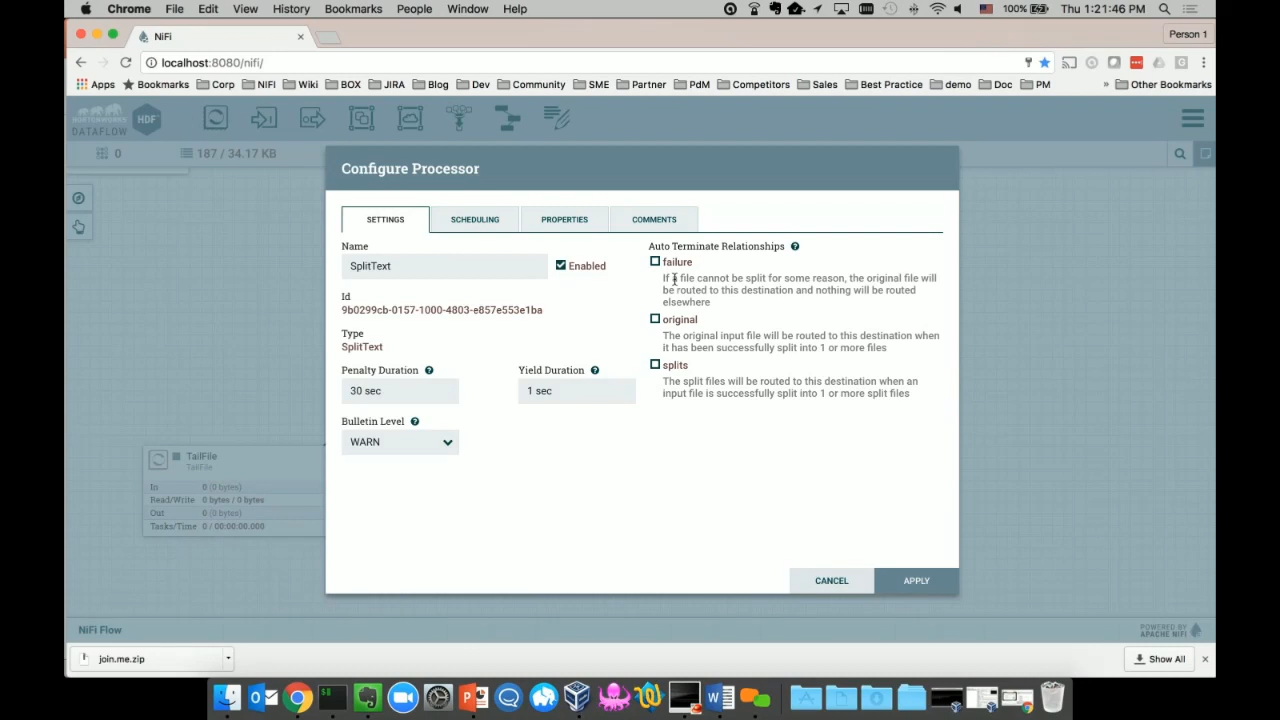 Chrome File Edit View History Bookmarks People Window Help 100% Thu 1:21:46 PM
NiFi Person 1
localhost:8080/nifi/
Apps Bookmarks Corp NIFI Wiki BOX JIRA Blog Dev Community SME Partner PdM Competitors Sales Best Practice demo Doc PM » Other Bookmarks
HORTONWORKS
DATAFLOW HDF
0 187 / 34.17 KB
Configure Processor
SETTINGS SCHEDULING PROPERTIES COMMENTS
Name
SplitText Enabled
Id
9b0299cb-0157-1000-4803-e857e553e1ba
Type
SplitText
Penalty Duration Yield Duration
30 sec 1 sec
Bulletin Level
WARN
Auto Terminate Relationships
failure
If a file cannot be split for some reason, the original file will
be routed to this destination and nothing will be routed
elsewhere
original
The original input file will be routed to this destination when
it has been successfully split into 1 or more files
splits
The split files will be routed to this destination when an
input file is successfully split into 1 or more split files
TailFile
TailFile
In 0 (0 bytes)
Read/Write 0 bytes / 0 bytes
Out 0 (0 bytes)
Tasks/Time 0 / 00:00:00.000
CANCEL APPLY
NiFi Flow
POWERED BY
APACHE NIFI
join.me.zip Show All